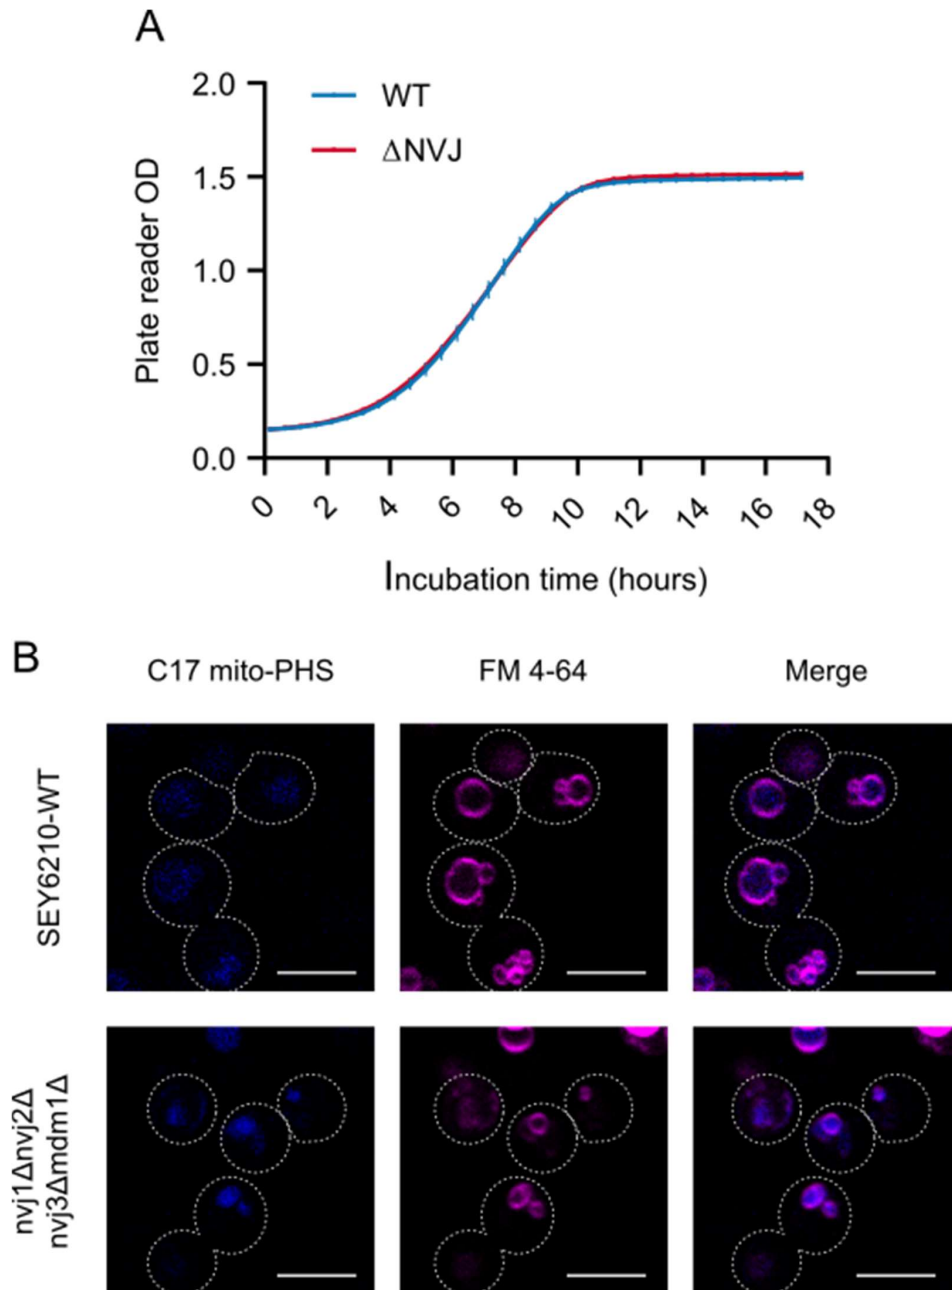 A
2.0
1.5
1.0
0.5
0.0
Plate reader OD
WT
ΔNVJ
0 2 4 6 8 10 12 14 16 18
Incubation time (hours)
B
C17 mito-PHS FM 4-64 Merge
SEY6210-WT
nvj1Δnvj2Δ
nvj3Δmdm1Δ